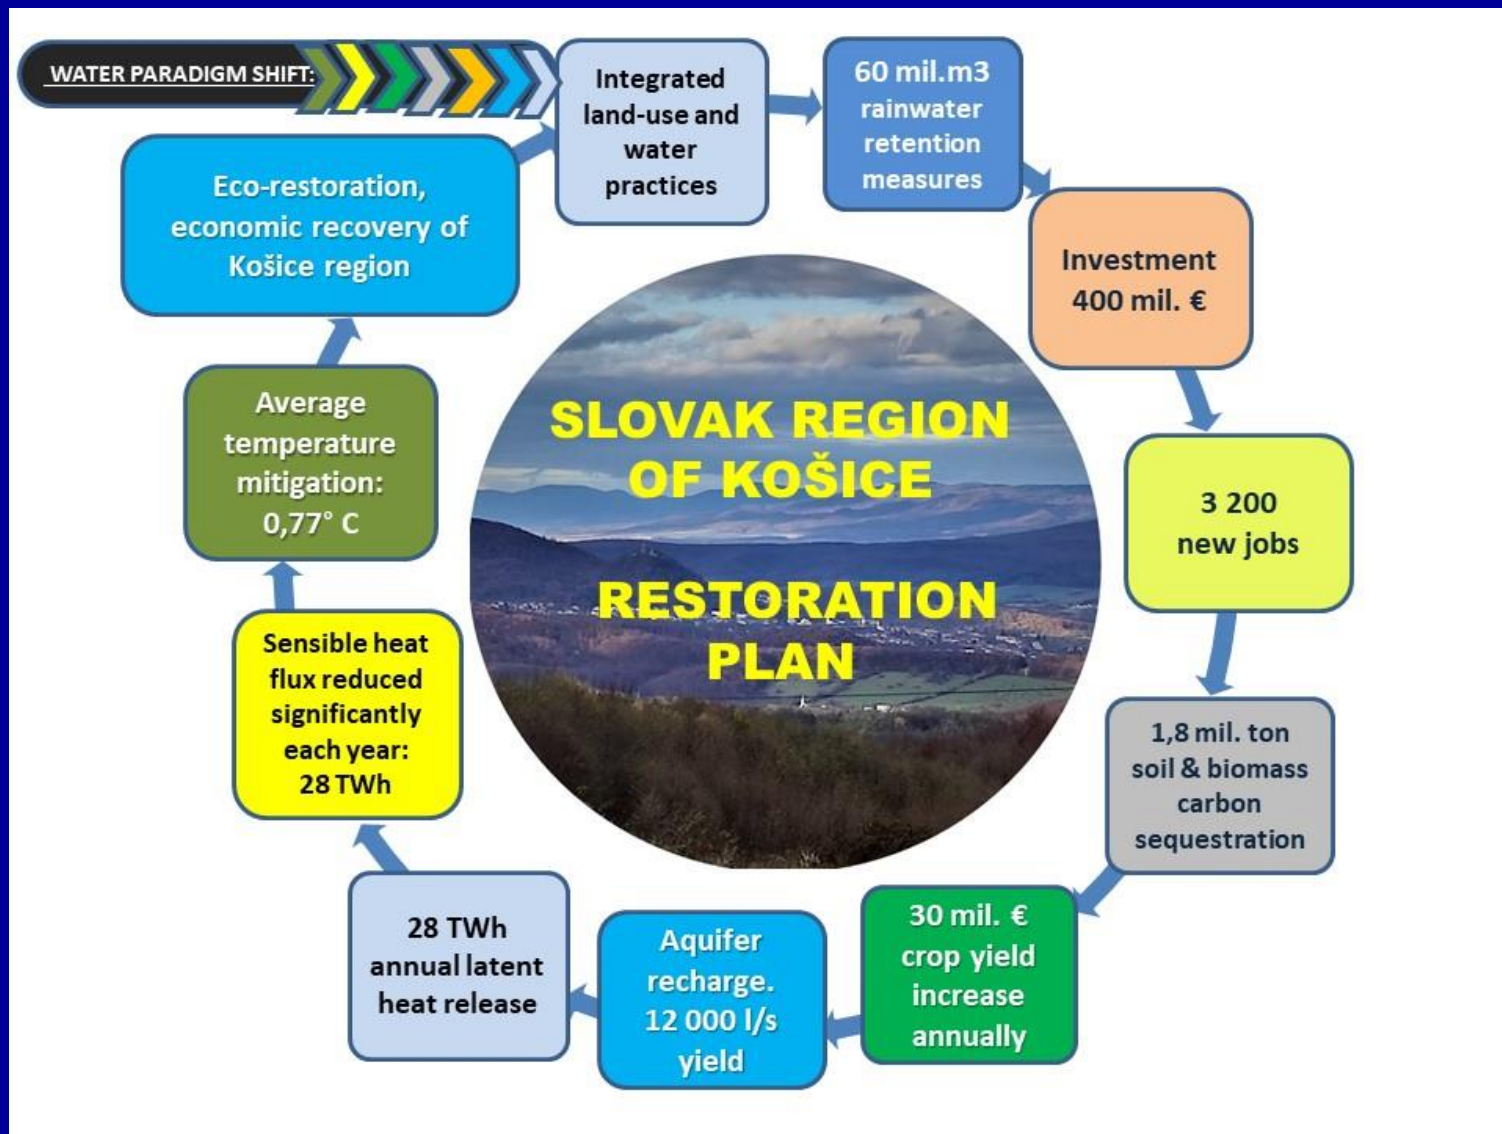 WATER PARADIGM SHIFT:
Integrated
land-use and
water
practices
60 mil.m3
rainwater
retention
measures
Investment
400 mil. €
3 200
new jobs
1,8 mil. ton
soil & biomass
carbon
sequestration
30 mil. €
crop yield
increase
annually
Aquifer
recharge.
12 000 l/s
yield
28 TWh
annual latent
heat release
Sensible heat
flux reduced
significantly
each year:
28 TWh
Average
temperature
mitigation:
0,77° C
Eco-restoration,
economic recovery of
Košice region
SLOVAK REGION
OF KOŠICE
RESTORATION
PLAN